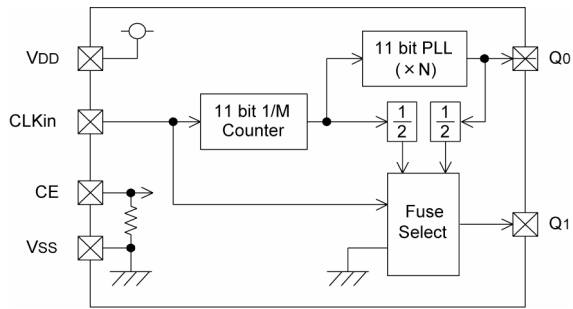 VDD
CLKin
CE
VSS
11 bit 1/M
Counter
11 bit PLL
(×N)
1
2
1
2
Fuse
Select
Q0
Q1